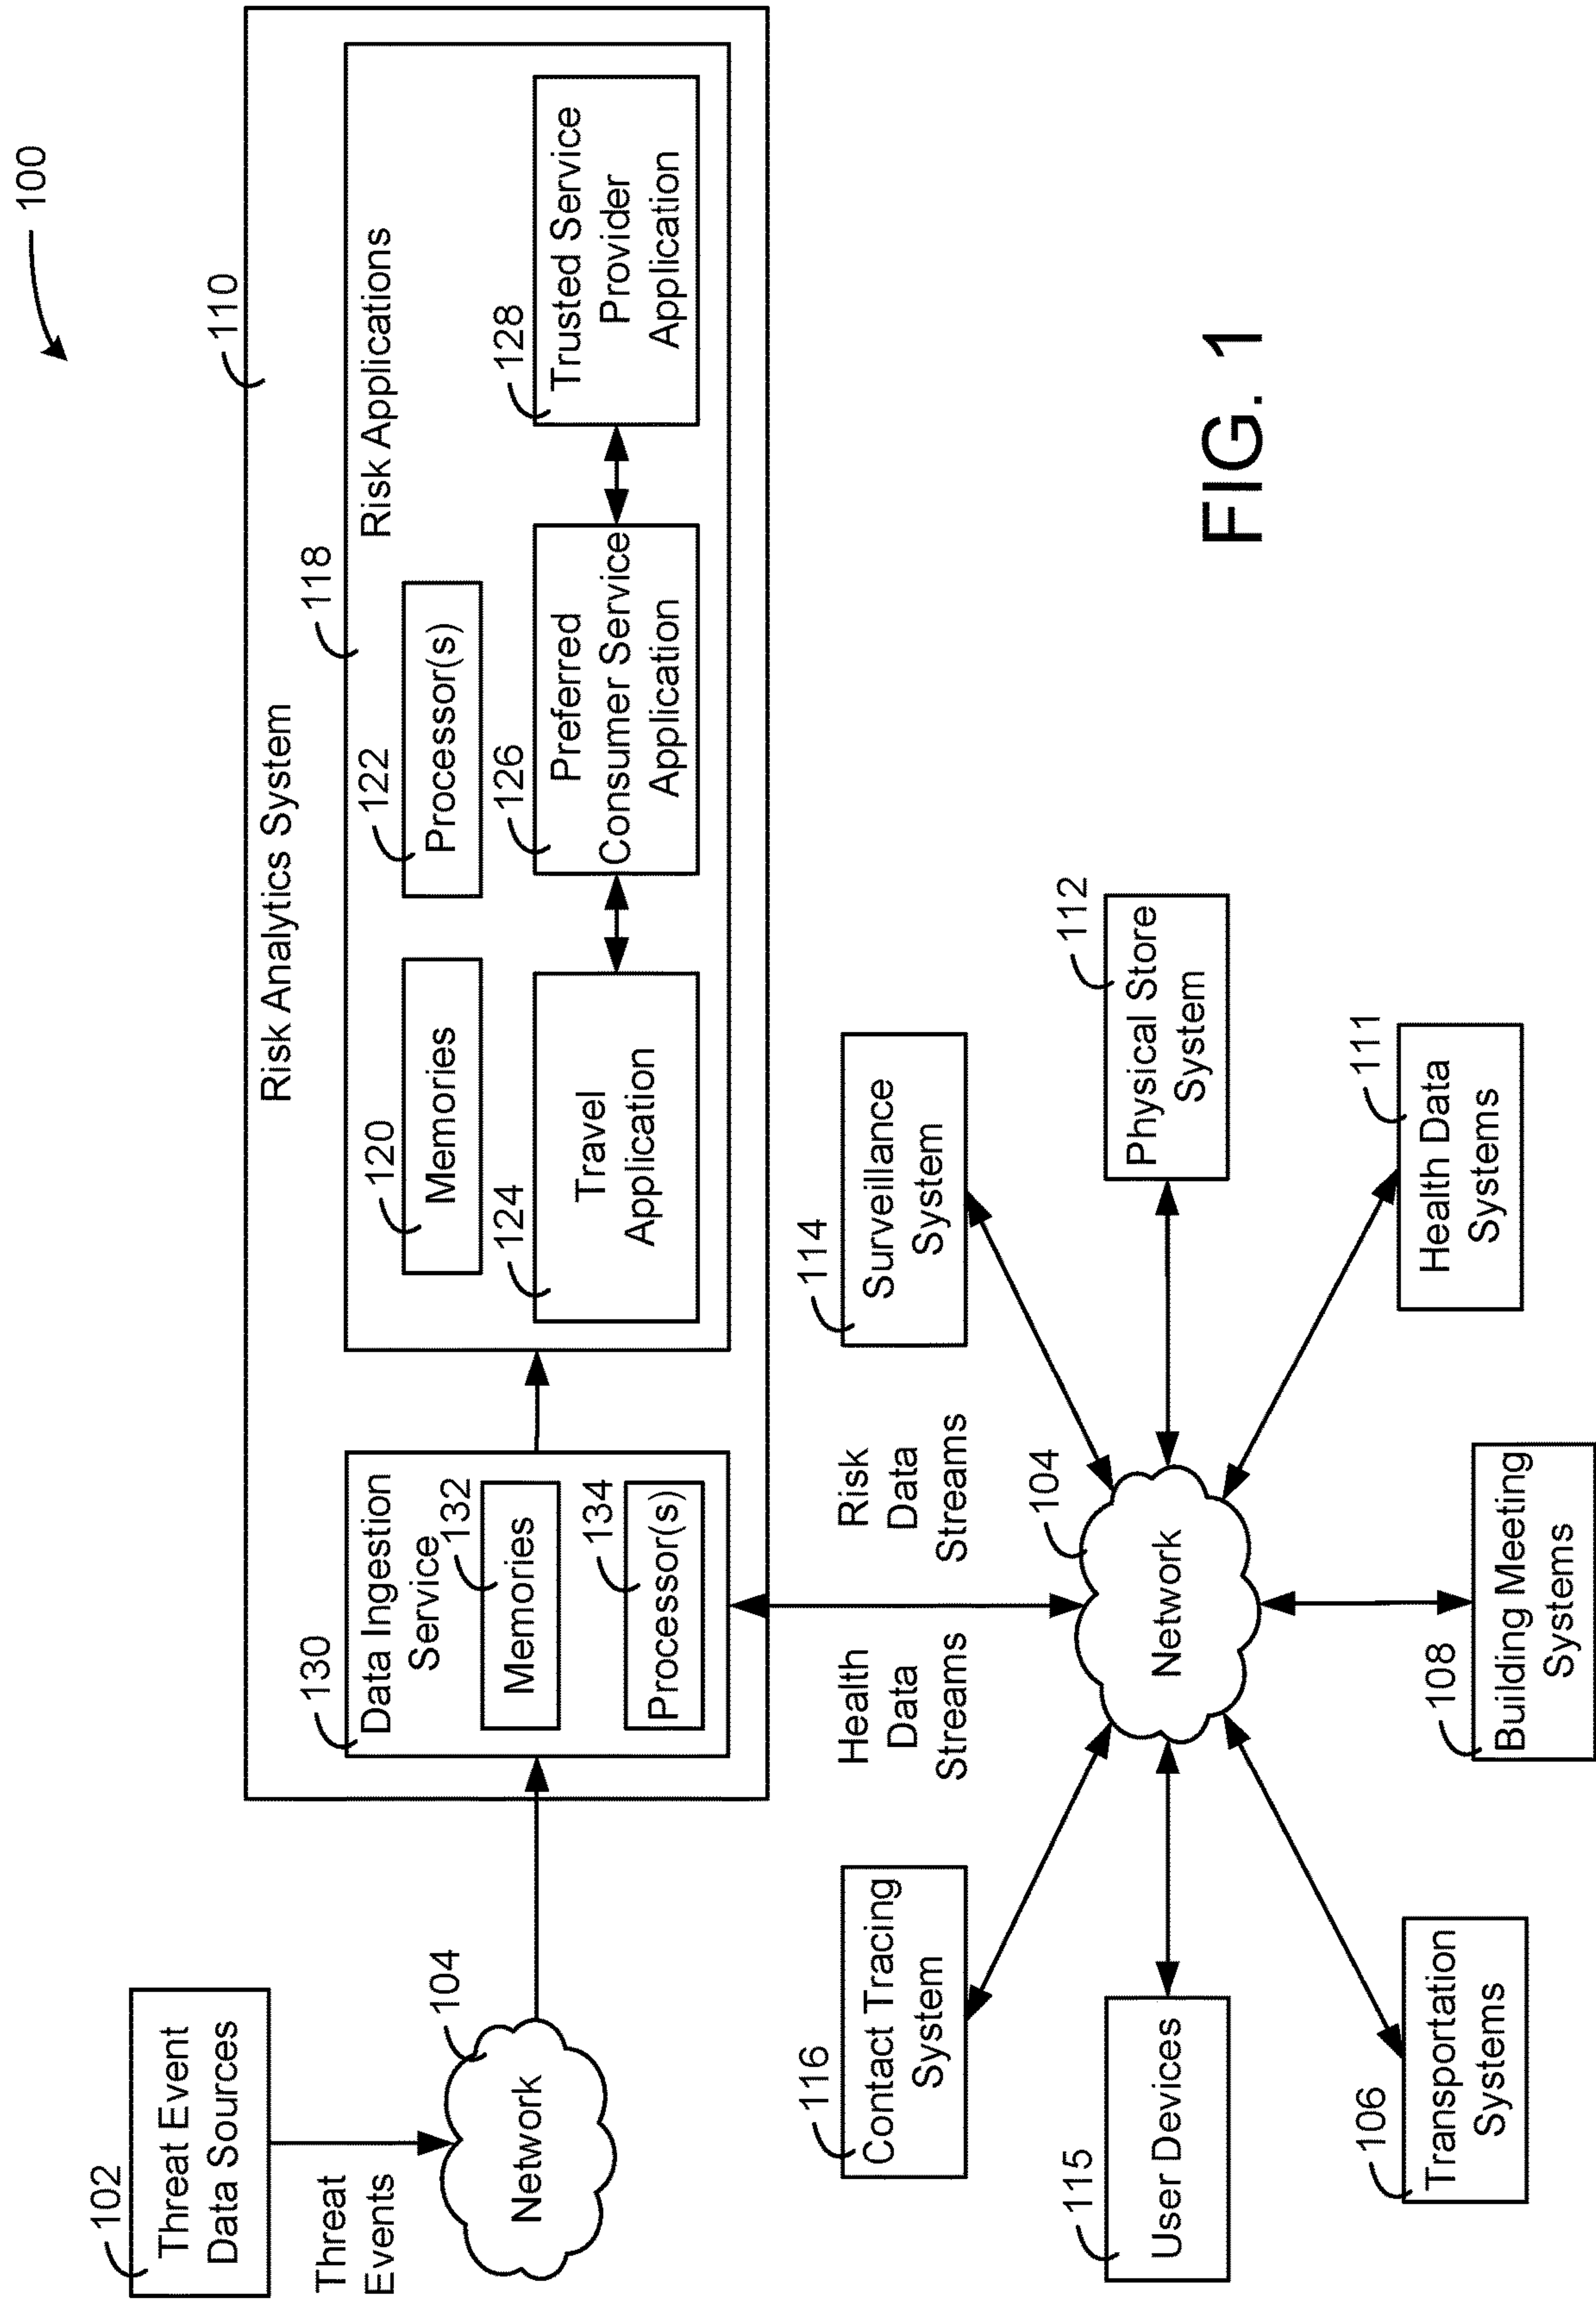 100
110
Risk Analytics System
118
Risk Applications
120
Memories
122
Processor(s)
124
Travel
Application
126
Preferred
Consumer Service
Application
128
Trusted Service
Provider
Application
130
Data Ingestion
Service
132
Memories
134
Processor(s)
102
Threat Event
Data Sources
Threat
Events
104
Network
Health
Data
Streams
Risk
Data
Streams
104
Network
116
Contact Tracing
System
114
Surveillance
System
115
User Devices
112
Physical Store
System
106
Transportation
Systems
108
Building Meeting
Systems
111
Health Data
Systems
FIG. 1